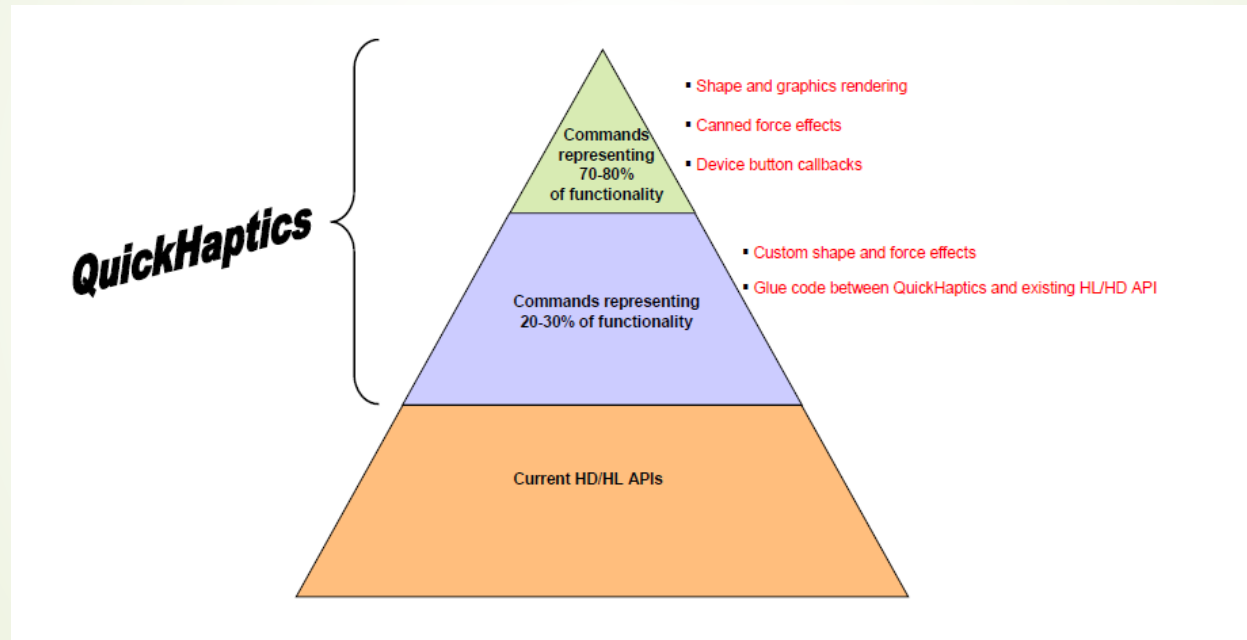 QuickHaptics
Commands
representing
70-80%
of functionality
▪ Shape and graphics rendering
▪ Canned force effects
▪ Device button callbacks
Commands representing
20-30% of functionality
▪ Custom shape and force effects
▪ Glue code between QuickHaptics and existing HL/HD API
Current HD/HL APIs